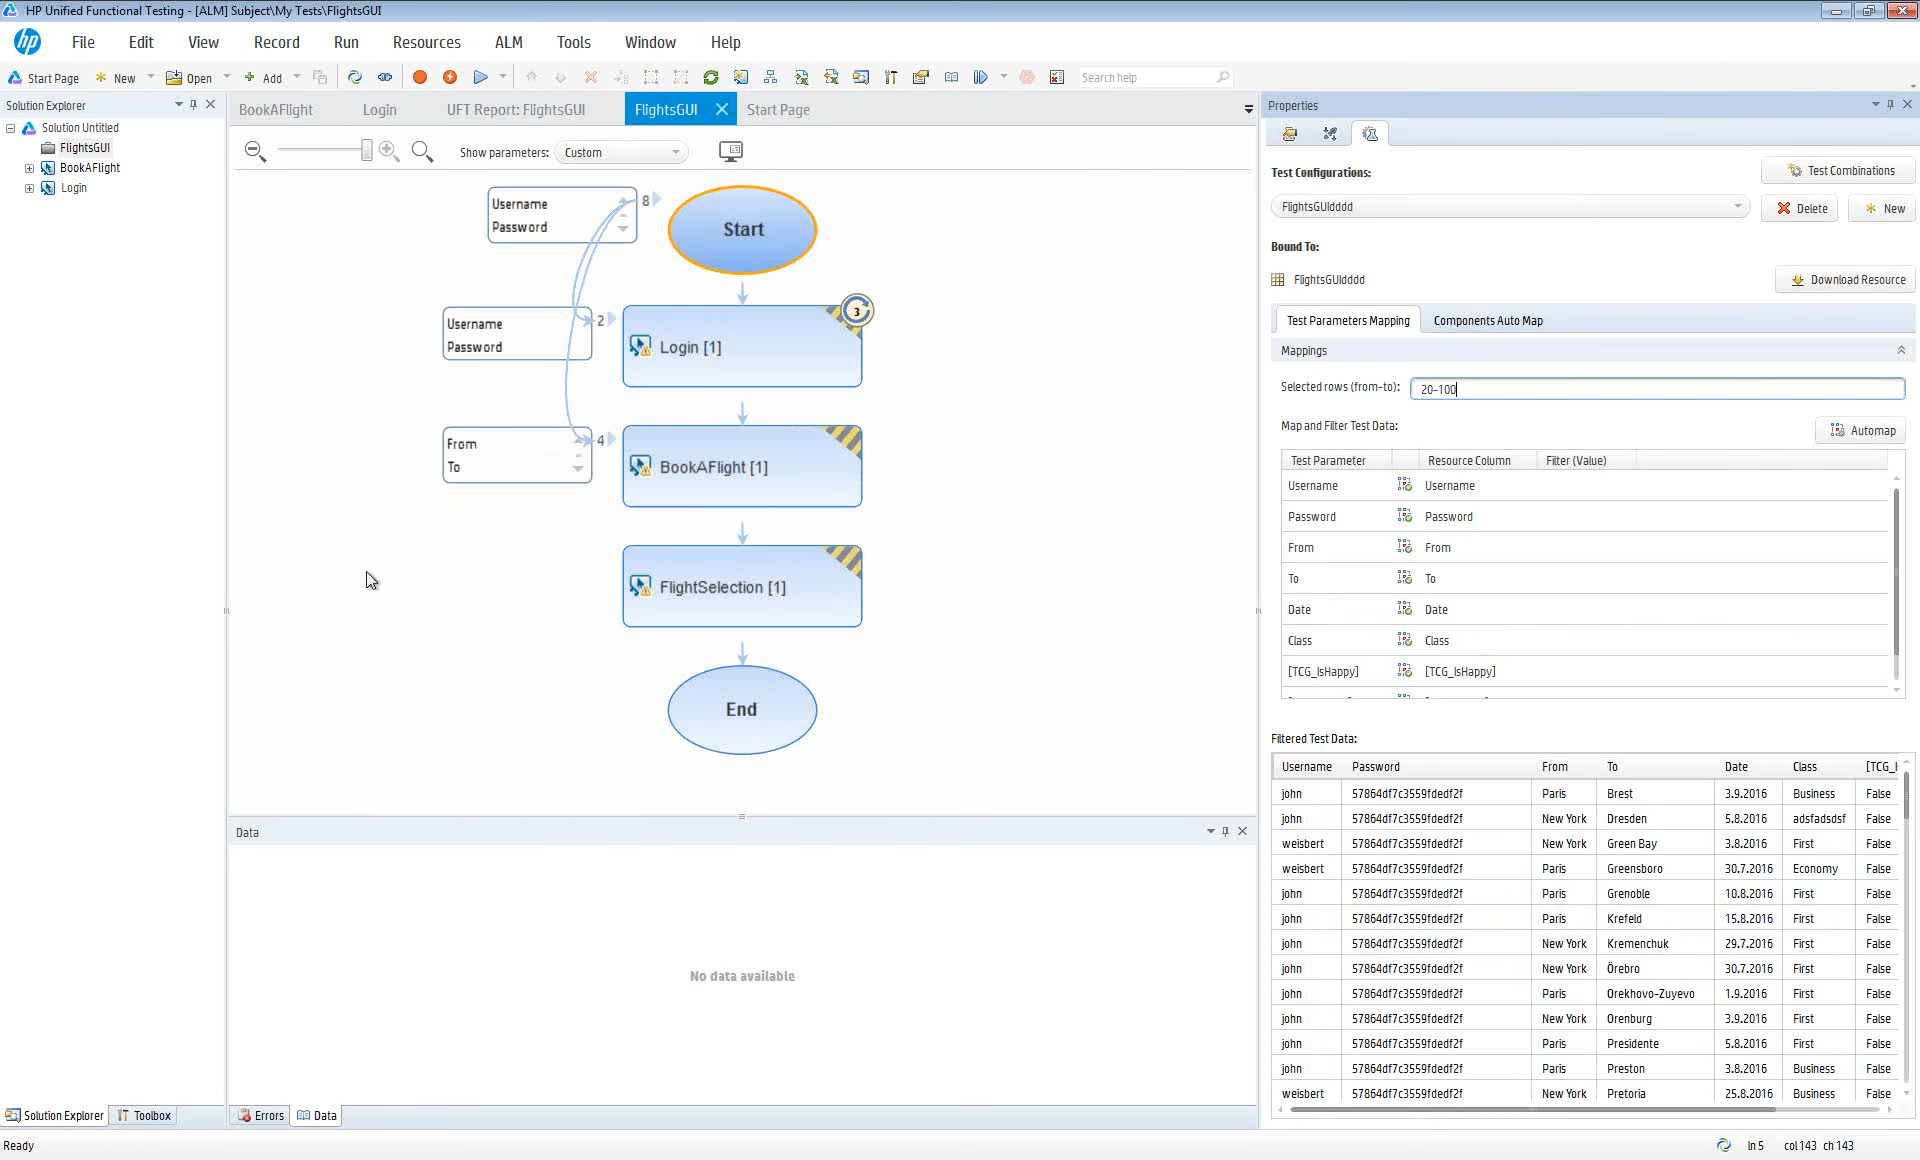 HP Unified Functional Testing - [ALM] Subject\My Tests\FlightsGUI
hp File Edit View Record Run Resources ALM Tools Window Help
Start Page New Open Add Search help
Solution Explorer
Solution Untitled
FlightsGUI
BookAFlight
Login
BookAFlight Login UFT Report: FlightsGUI FlightsGUI Start Page
Show parameters: Custom
Username
Password
8
Start
Username
Password
2
3
Login [1]
From
To
4
BookAFlight [1]
FlightSelection [1]
End
Data
No data available
Solution Explorer Toolbox
Errors Data
Properties
Test Configurations: Test Combinations
FlightsGUIdddd Delete New
Bound To:
FlightsGUIdddd Download Resource
Test Parameters Mapping Components Auto Map
Mappings
Selected rows (from-to): 20-100
Map and Filter Test Data: Automap
Test Parameter Resource Column Filter (Value)
Username Username
Password Password
From From
To To
Date Date
Class Class
[TCG_IsHappy] [TCG_IsHappy]
Filtered Test Data:
Username Password From To Date Class [TCG_
john 57864df7c3559fdedf2f Paris Brest 3.9.2016 Business False
john 57864df7c3559fdedf2f New York Dresden 5.8.2016 adsfadsdsf False
weisbert 57864df7c3559fdedf2f New York Green Bay 3.8.2016 First False
weisbert 57864df7c3559fdedf2f Paris Greensboro 30.7.2016 Economy False
john 57864df7c3559fdedf2f Paris Grenoble 10.8.2016 First False
john 57864df7c3559fdedf2f Paris Krefeld 15.8.2016 First False
john 57864df7c3559fdedf2f New York Kremenchuk 29.7.2016 First False
john 57864df7c3559fdedf2f New York Örebro 30.7.2016 First False
john 57864df7c3559fdedf2f Paris Orekhovo-Zuyevo 1.9.2016 First False
john 57864df7c3559fdedf2f New York Orenburg 3.9.2016 First False
john 57864df7c3559fdedf2f Paris Presidente 5.8.2016 First False
john 57864df7c3559fdedf2f Paris Preston 3.8.2016 Business False
weisbert 57864df7c3559fdedf2f New York Pretoria 25.8.2016 Business False
Ready ln 5 col 143 ch 143